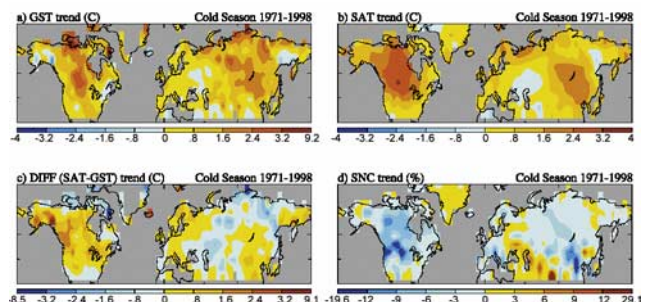 a) GST trend (C) Cold Season 1971-1998
b) SAT trend (C) Cold Season 1971-1998
-4 -3.2 -2.4 -1.6 -.8 0 .8 1.6 2.4 3.2 9.2
-4 -3.2 -2.4 -1.6 -.8 0 .8 1.6 2.4 3.2 4
c) DIFF (SAT-GST) trend (C) Cold Season 1971-1998
d) SNC trend (%) Cold Season 1971-1998
-8.5 -3.2 -2.4 -1.6 -.8 0 .8 1.6 2.4 3.2 9.1
-19.6 -12 -9 -6 -3 0 3 6 9 12 29.1